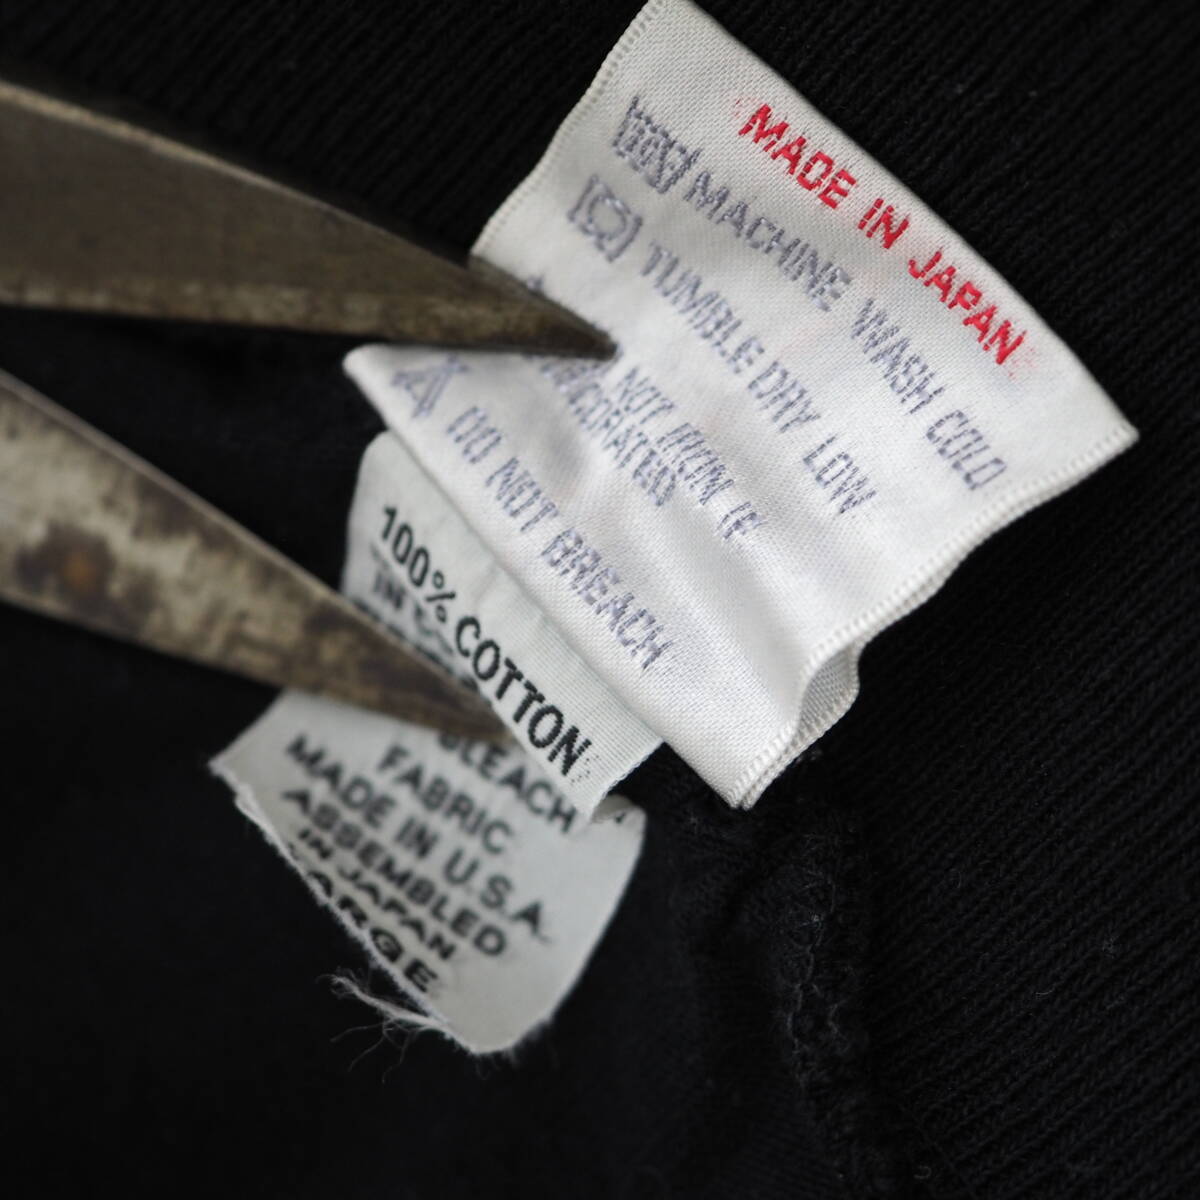 MADE IN JAPAN
MACHINE WASH COLD
TUMBLE DRY LOW
NOT IRON IF
DO NOT BREACH
100% COTTON
BLEACH
FABRIC
MADE IN U.S.A.
ASSEMBLED
IN JAPAN
ARGE